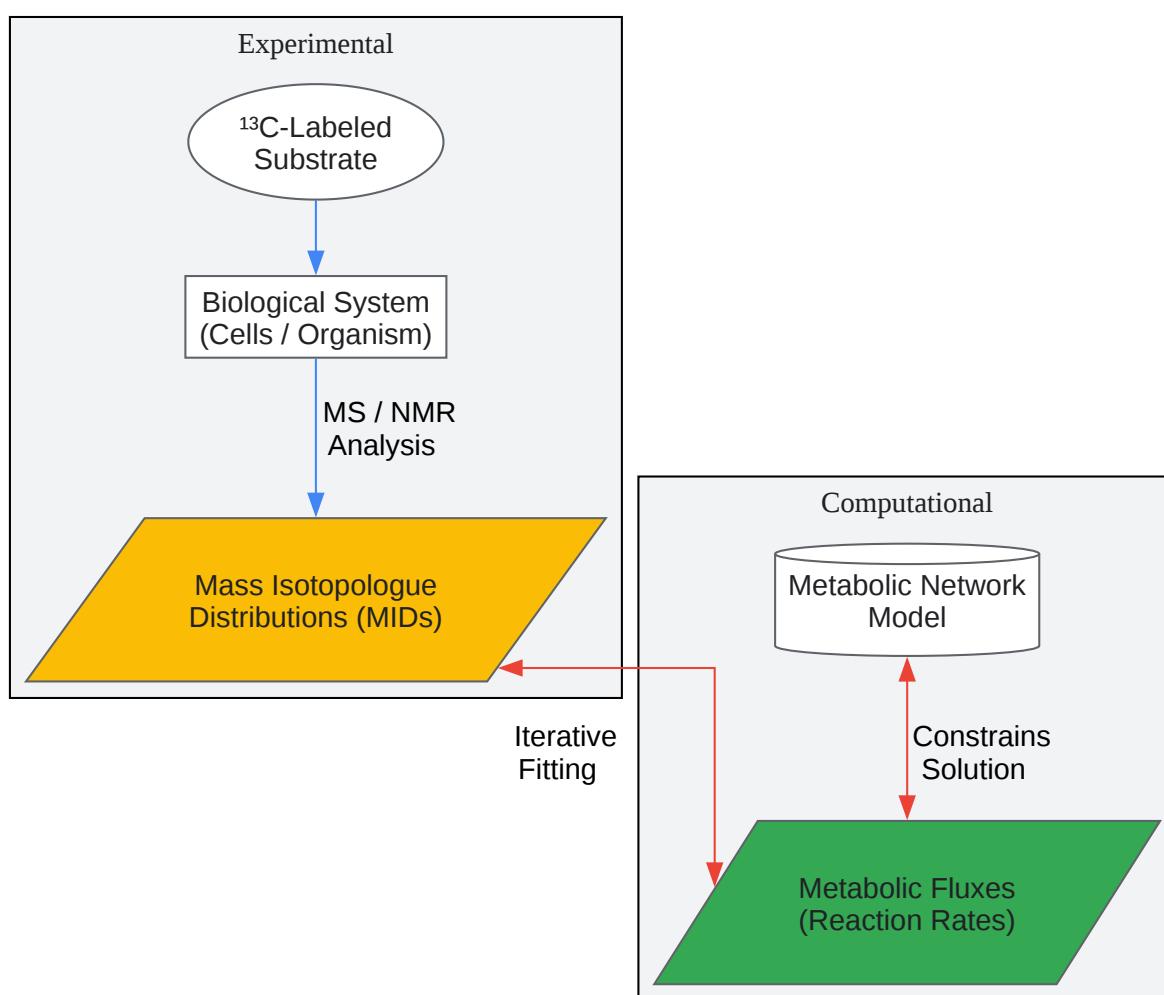 Experimental
¹³C-Labeled
Substrate
Biological System
(Cells / Organism)
MS / NMR
Analysis
Mass Isotopologue
Distributions (MIDs)
Computational
Metabolic Network
Model
Iterative
Fitting
Constrains
Solution
Metabolic Fluxes
(Reaction Rates)